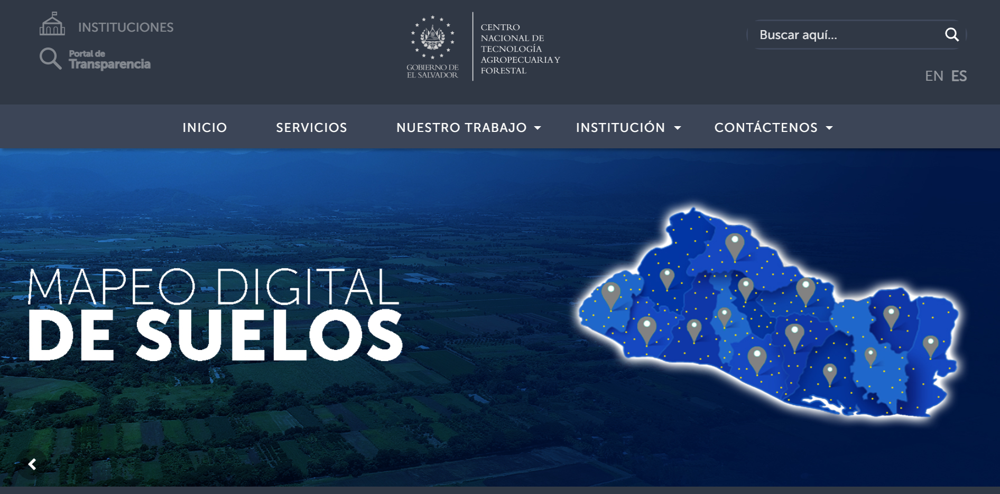 INSTITUCIONES
Portal de
Transparencia
GOBIERNO DE
EL SALVADOR
CENTRO
NACIONAL DE
TECNOLOGÍA
AGROPECUARIA Y
FORESTAL
Buscar aquí...
EN ES
INICIO SERVICIOS NUESTRO TRABAJO INSTITUCIÓN CONTÁCTENOS
MAPEO DIGITAL
DE SUELOS